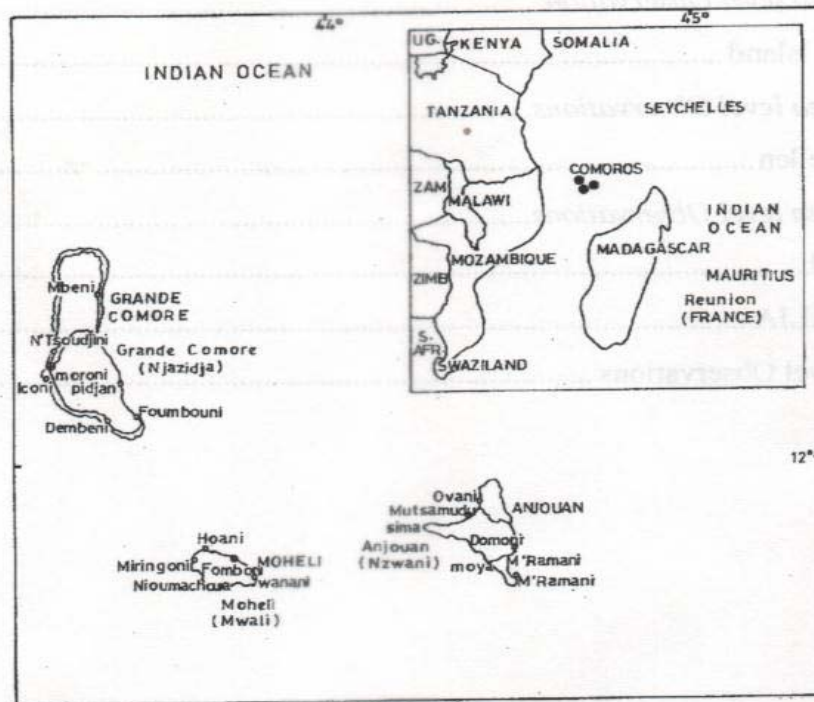 44°
45°
INDIAN OCEAN
UG.
KENYA
SOMALIA
TANZANIA
SEYCHELLES
COMOROS
ZAM
MALAWI
INDIAN
OCEAN
MADAGASCAR
MOZAMBIQUE
ZIMB
MAURITIUS
Reunion
(FRANCE)
S.
AFR.
SWAZILAND
Mbeni
GRANDE
COMORE
N'Tsoudjini
Grande Comore
(Njazidja)
moroni
Iconi
pidjani
Foumbouni
Dembeni
12°
Ovani
Mutsamudu
ANJOUAN
sima
Domogi
Anjouan
(Nzwani)
moya
M'Ramani
M'Ramani
Hoani
MOHELI
Miringoni
Fomboni
Nioumachoua
wanani
Moheli
(Mwali)